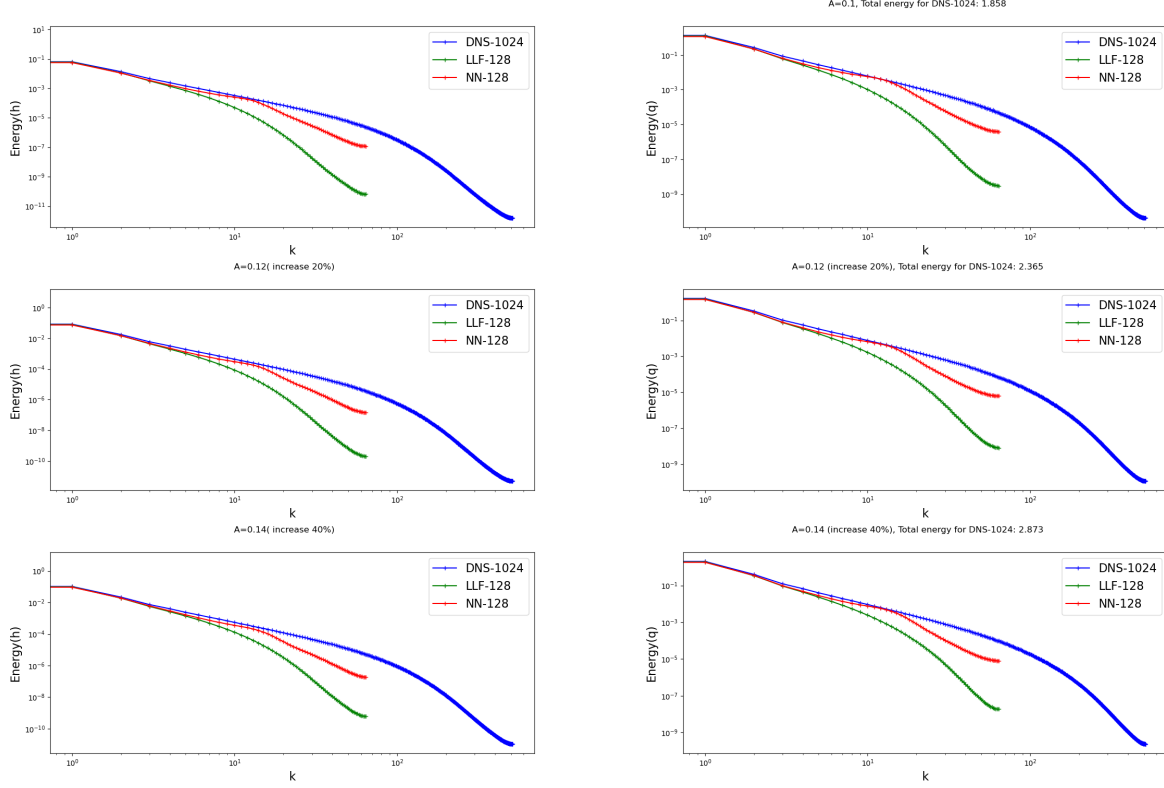 A=0.1, Total energy for DNS-1024: 1.858
10^1
10^-1
10^-3
10^-5
10^-7
10^-9
10^-11
Energy(h)
DNS-1024
LLF-128
NN-128
10^0
10^1
10^2
k
10^-1
10^-3
10^-5
10^-7
10^-9
Energy(q)
DNS-1024
LLF-128
NN-128
10^0
10^1
10^2
k
A=0.12( increase 20%)
10^0
10^-2
10^-4
10^-6
10^-8
10^-10
Energy(h)
DNS-1024
LLF-128
NN-128
10^0
10^1
10^2
k
A=0.12 (increase 20%), Total energy for DNS-1024: 2.365
10^-1
10^-3
10^-5
10^-7
10^-9
Energy(q)
DNS-1024
LLF-128
NN-128
10^0
10^1
10^2
k
A=0.14( increase 40%)
10^0
10^-2
10^-4
10^-6
10^-8
10^-10
Energy(h)
DNS-1024
LLF-128
NN-128
10^0
10^1
10^2
k
A=0.14 (increase 40%), Total energy for DNS-1024: 2.873
10^-1
10^-3
10^-5
10^-7
10^-9
Energy(q)
DNS-1024
LLF-128
NN-128
10^0
10^1
10^2
k